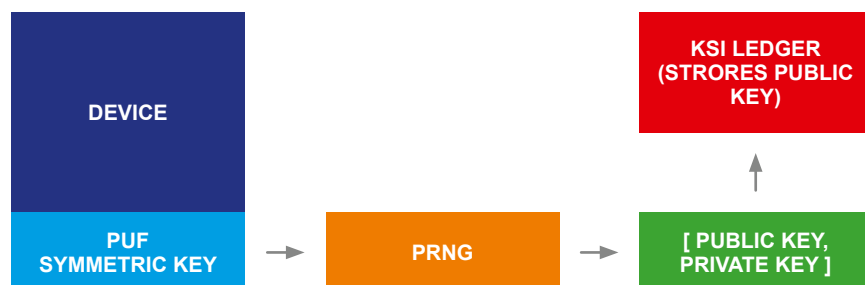 DEVICE
PUF
SYMMETRIC KEY
PRNG
KSI LEDGER
(STRORES PUBLIC
KEY)
[ PUBLIC KEY,
PRIVATE KEY ]